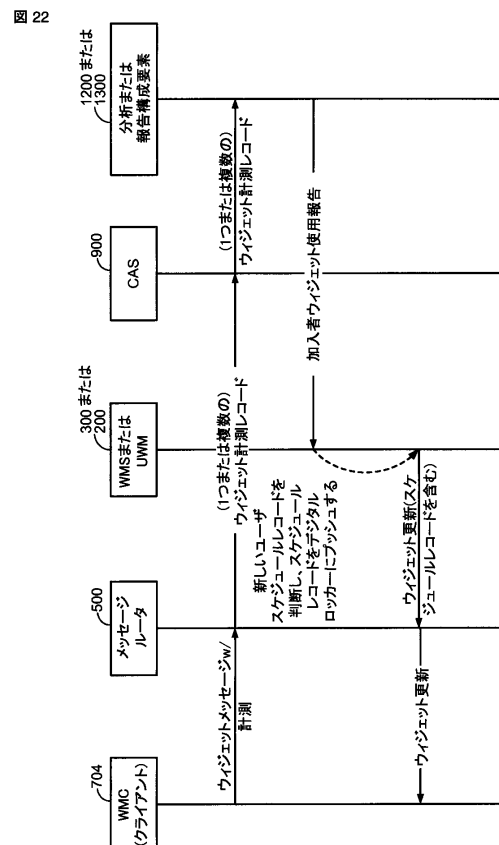 図 22
704
WMC
(クライアント)
500
メッセージ
ルータ
300 または
200
WMSまたは
UWM
900
CAS
1200 または
1300
分析または
報告構成要素
ウィジェットメッセージw/
計測
(1つまたは複数の)
ウィジェット計測レコード
(1つまたは複数の)
ウィジェット計測レコード
加入者ウィジェット使用報告
新しいユーザ
スケジュールレコードを
判断し、スケジュール
レコードをデジタル
ロッカーにプッシュする
ウィジェット更新(スケ
ジュールレコードを含む)
ウィジェット更新